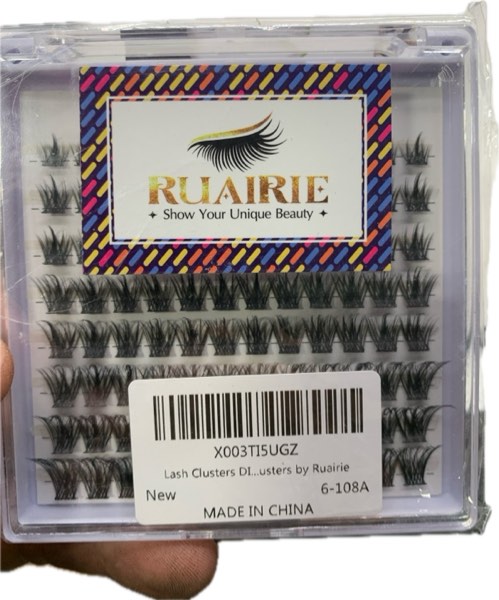 RUAIRIE
✦ Show Your Unique Beauty ✦
X003TI5UGZ
Lash Clusters DI...usters by Ruairie
New 6-108A
MADE IN CHINA